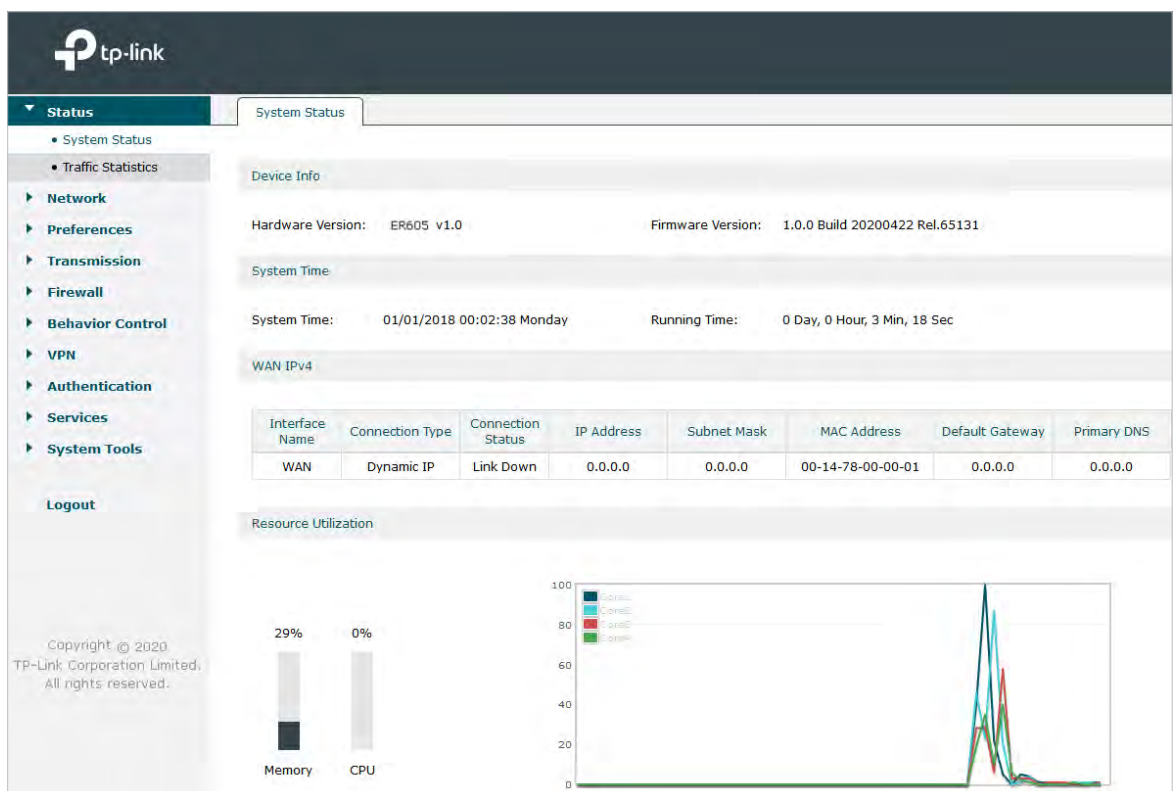 tp-link
Status
System Status
• System Status
• Traffic Statistics
Network
Preferences
Transmission
Firewall
Behavior Control
VPN
Authentication
Services
System Tools
Logout
Copyright © 2020
TP-Link Corporation Limited.
All rights reserved.
Device Info
Hardware Version: ER605 v1.0 Firmware Version: 1.0.0 Build 20200422 Rel.65131
System Time
System Time: 01/01/2018 00:02:38 Monday Running Time: 0 Day, 0 Hour, 3 Min, 18 Sec
WAN IPv4
Interface Name Connection Type Connection Status IP Address Subnet Mask MAC Address Default Gateway Primary DNS
WAN Dynamic IP Link Down 0.0.0.0 0.0.0.0 00-14-78-00-00-01 0.0.0.0 0.0.0.0
Resource Utilization
29% 0%
Memory CPU
100
80
60
40
20
0